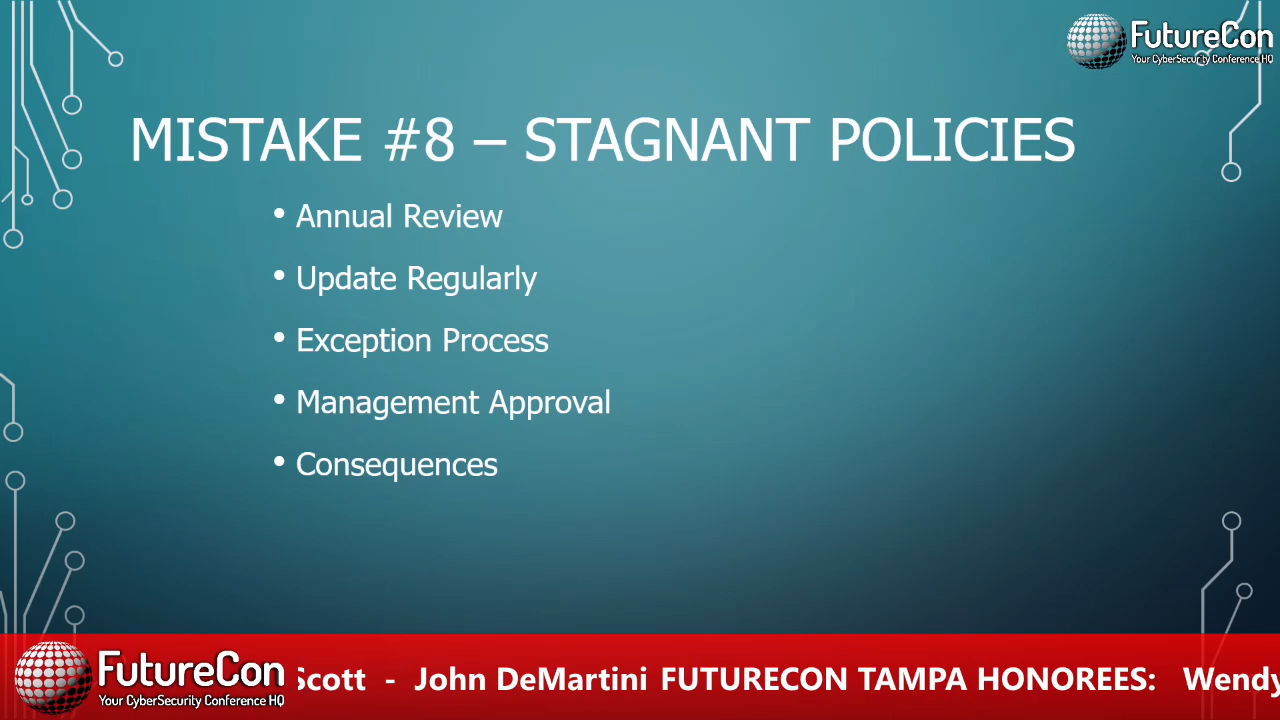 FutureCon
Your CyberSecurity Conference HQ
MISTAKE #8 – STAGNANT POLICIES
• Annual Review
• Update Regularly
• Exception Process
• Management Approval
• Consequences
FutureCon
Your CyberSecurity Conference HQ
Scott - John DeMartini FUTURECON TAMPA HONOREES: Wendy